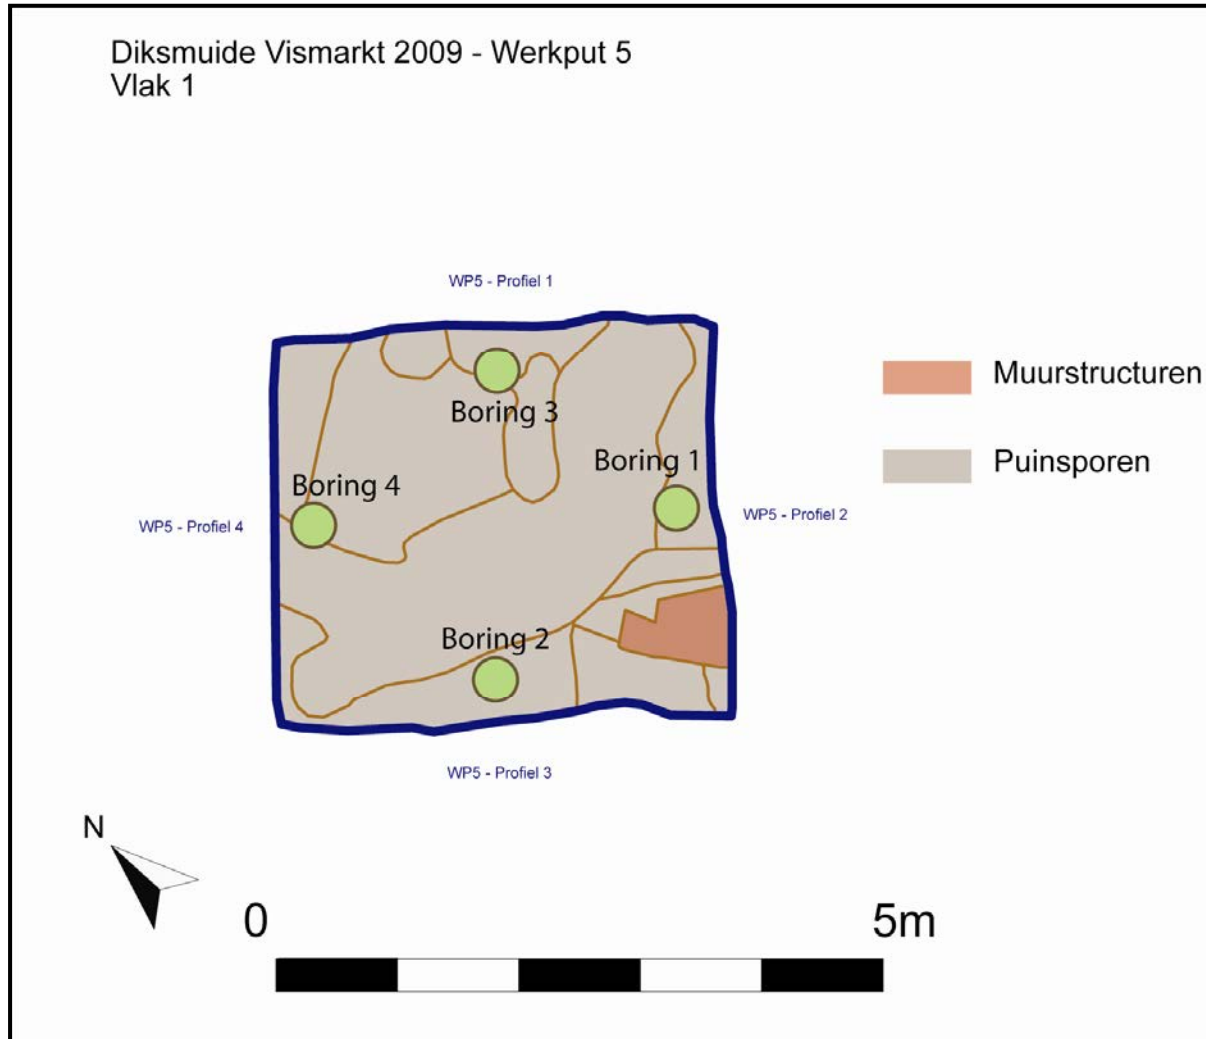 Diksmuide Vismarkt 2009 - Werkput 5
Vlak 1
WP5 - Profiel 1
Muurstructuren
Boring 3
Boring 1
Puinsporen
Boring 4
WP5 - Profiel 4
WP5 - Profiel 2
Boring 2
WP5 - Profiel 3
N
0 5m